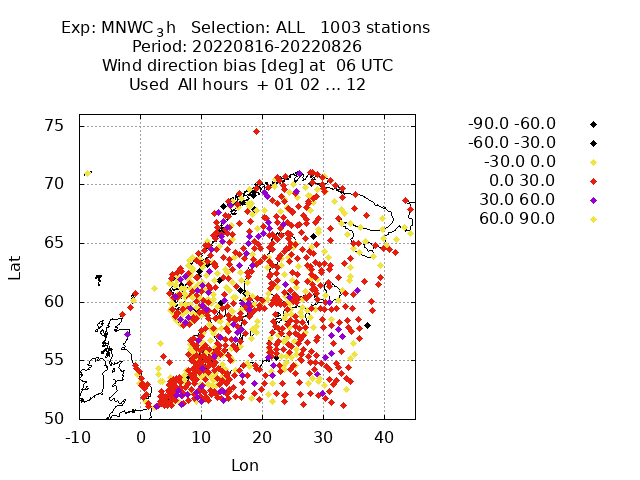 Exp: MNWC₃h   Selection: ALL   1003 stations
Period: 20220816-20220826
Wind direction bias [deg] at  06 UTC
Used  All hours  + 01 02 ... 12
-90.0 -60.0
-60.0 -30.0
-30.0 0.0
0.0 30.0
30.0 60.0
60.0 90.0
75
70
65
60
55
50
Lat
-10 0 10 20 30 40
Lon